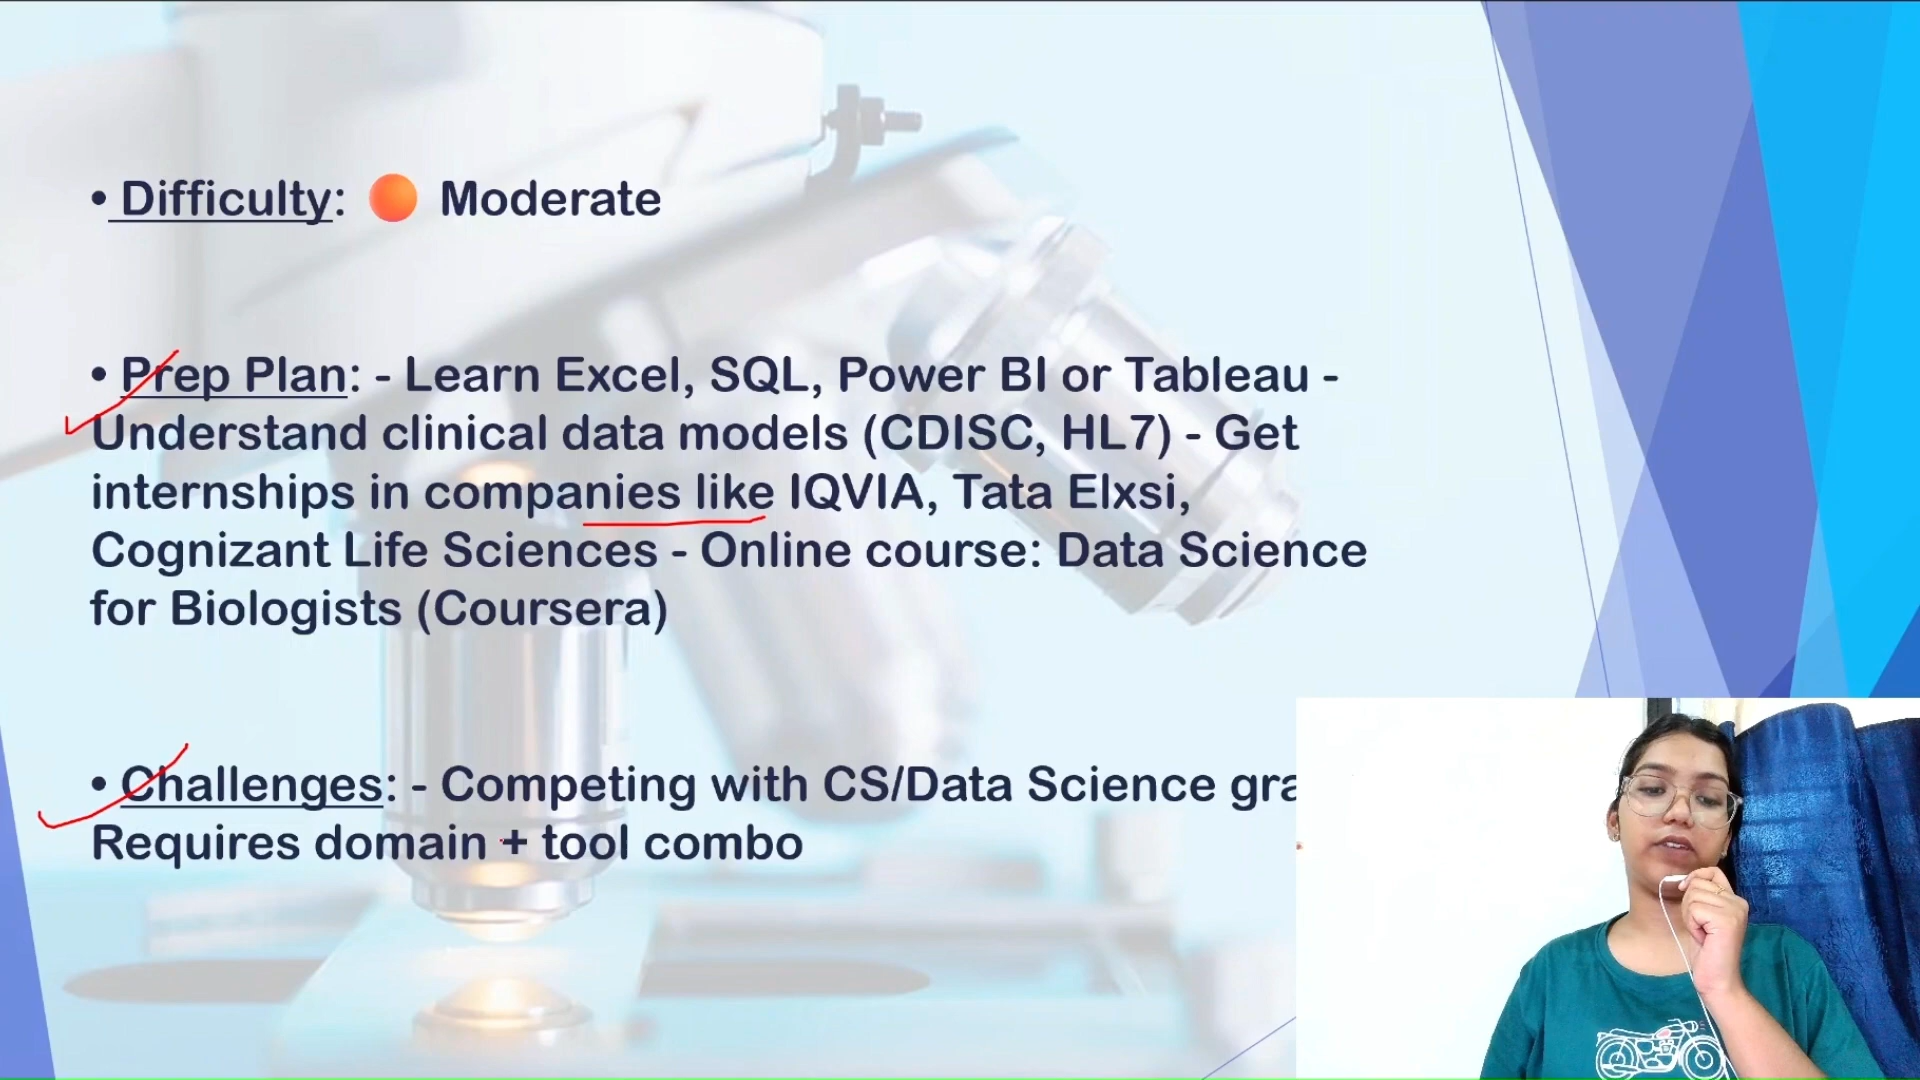 • Difficulty: 🟠 Moderate
• Prep Plan: - Learn Excel, SQL, Power BI or Tableau -
Understand clinical data models (CDISC, HL7) - Get
internships in companies like IQVIA, Tata Elxsi,
Cognizant Life Sciences - Online course: Data Science
for Biologists (Coursera)
• Challenges: - Competing with CS/Data Science
Requires domain + tool combo